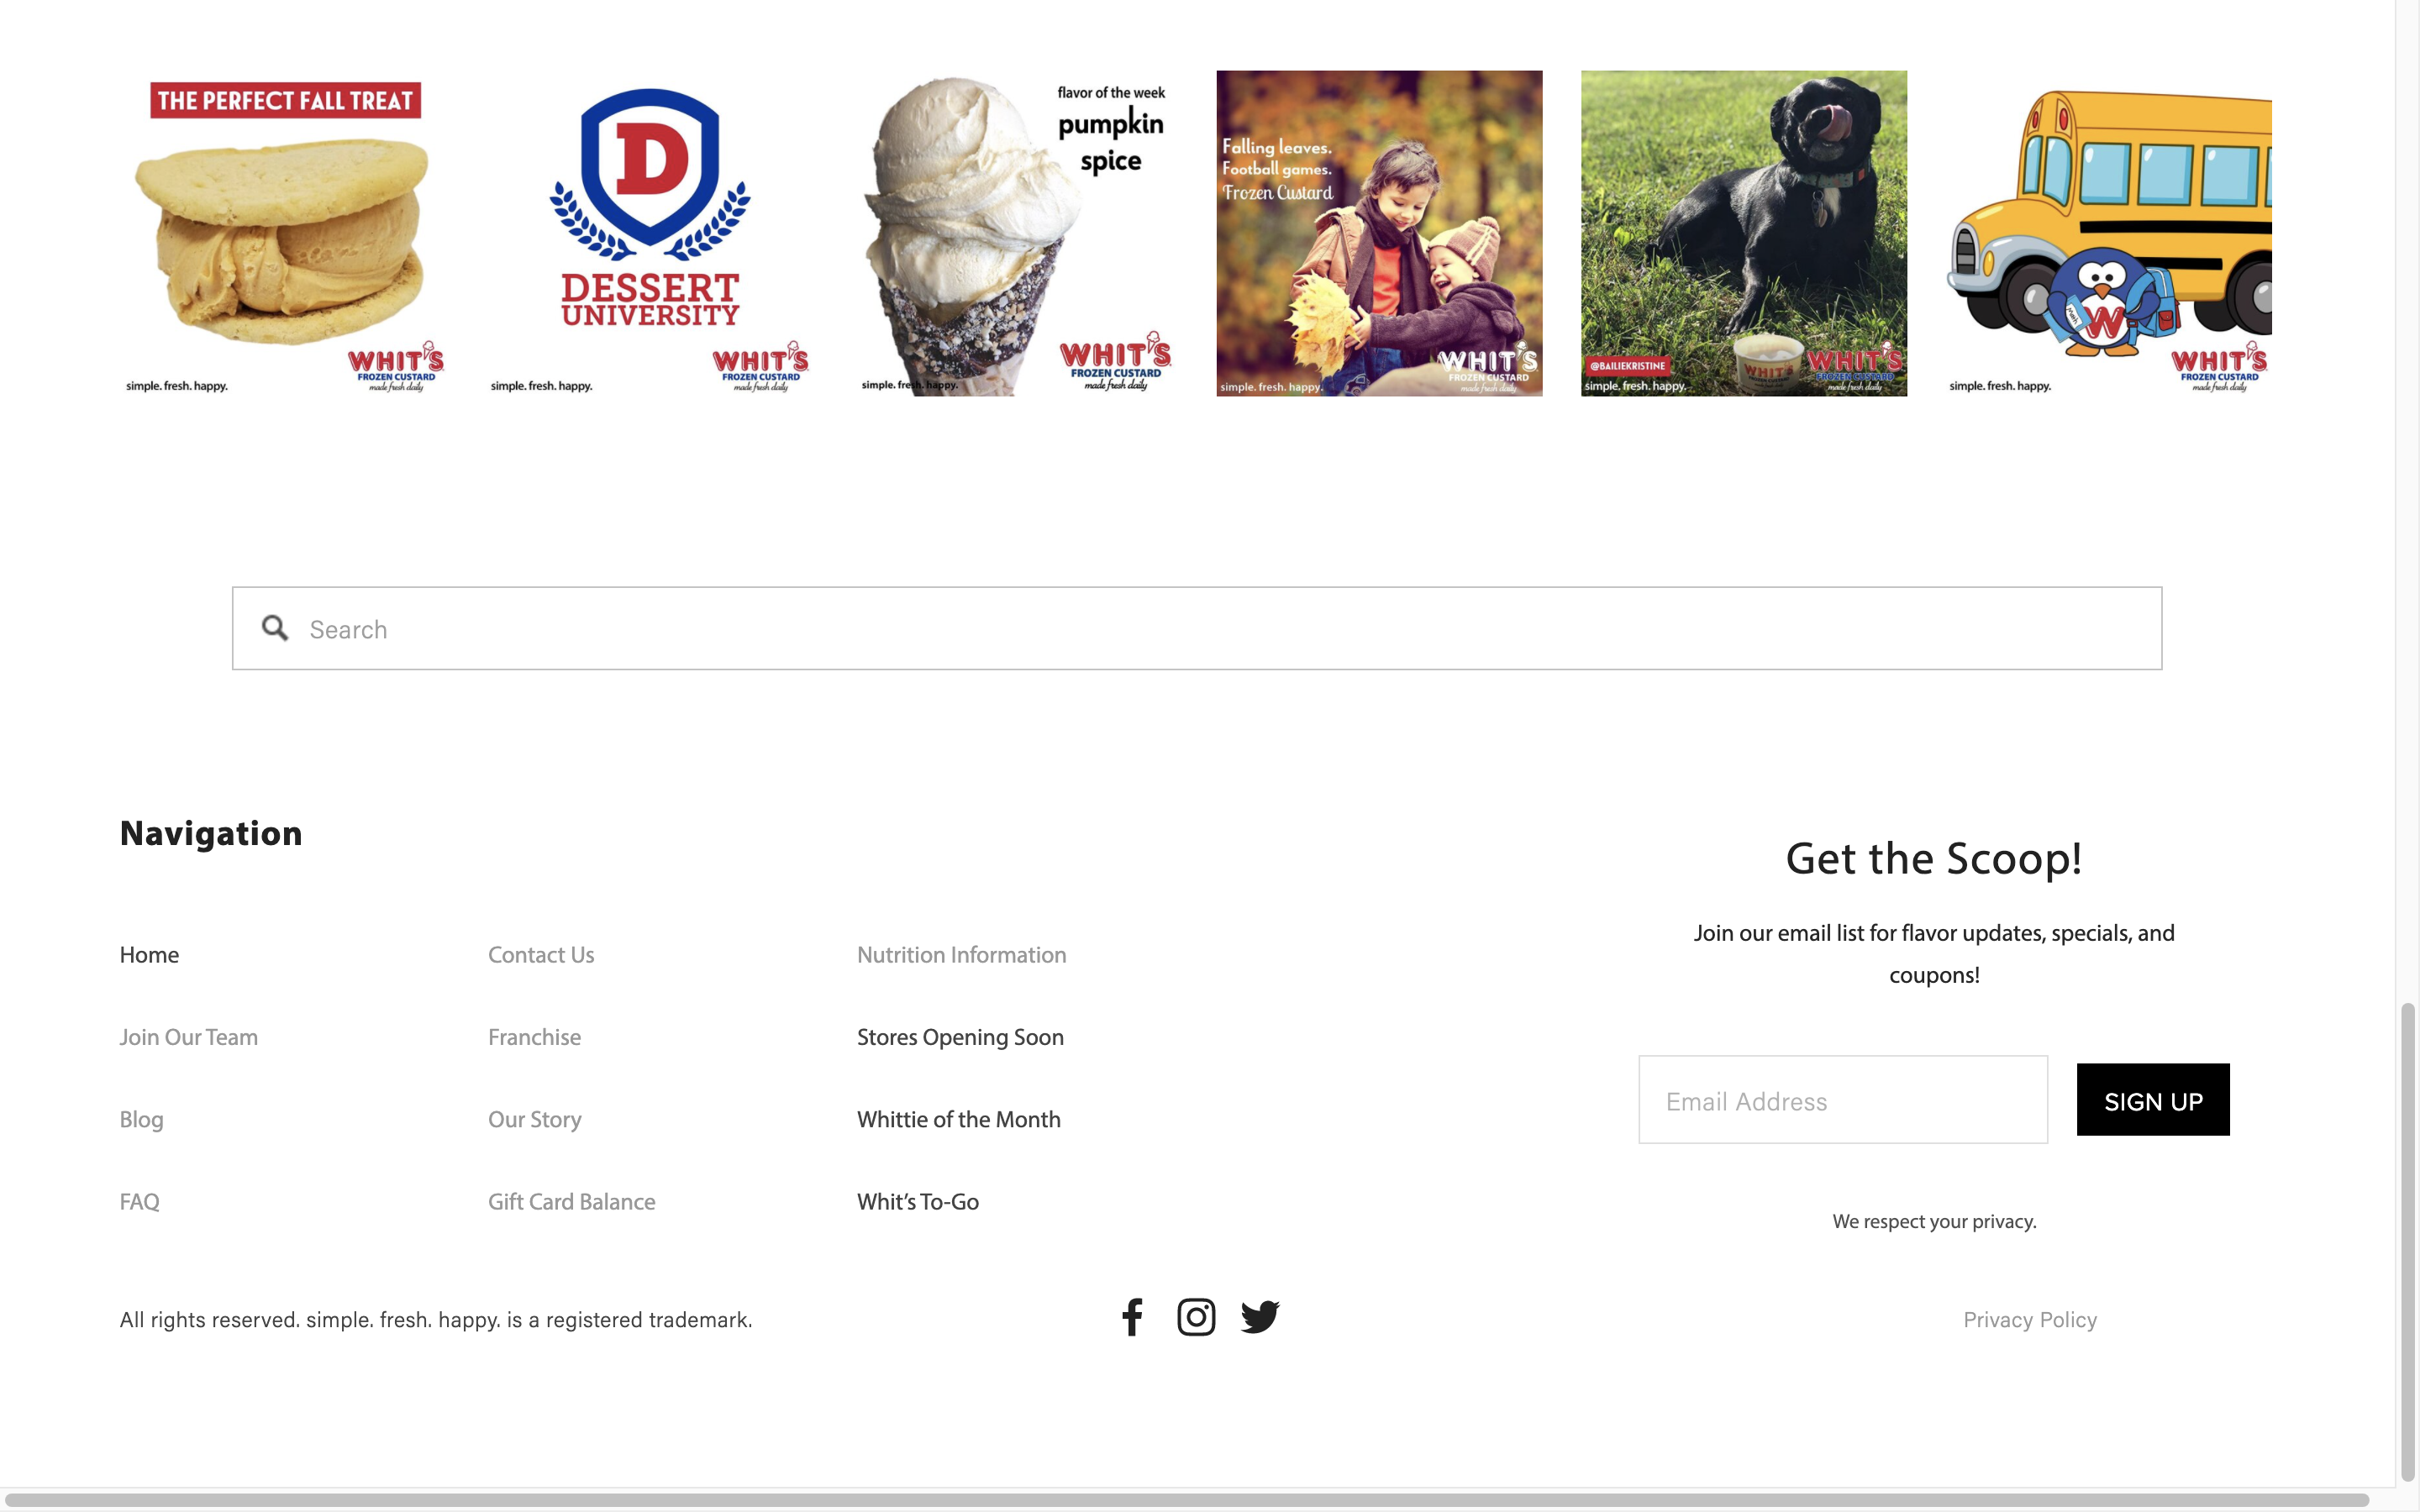 THE PERFECT FALL TREAT
simple. fresh. happy.
WHIT'S
FROZEN CUSTARD
made fresh daily
D
DESSERT
UNIVERSITY
simple. fresh. happy.
WHIT'S
FROZEN CUSTARD
made fresh daily
flavor of the week
pumpkin
spice
simple. fresh. happy.
WHIT'S
FROZEN CUSTARD
made fresh daily
Falling leaves.
Football games.
Frozen Custard
simple. fresh. happy.
WHIT'S
FROZEN CUSTARD
made fresh daily
@BAILIEKRISTINE
simple. fresh. happy.
WHIT'S
WHIT'S
FROZEN CUSTARD
made fresh daily
Math
W
simple. fresh. happy.
WHIT'S
FROZEN CUSTARD
made fresh daily
Search
Navigation
Home
Join Our Team
Blog
FAQ
Contact Us
Franchise
Our Story
Gift Card Balance
Nutrition Information
Stores Opening Soon
Whittie of the Month
Whit's To-Go
Get the Scoop!
Join our email list for flavor updates, specials, and
coupons!
Email Address
SIGN UP
We respect your privacy.
All rights reserved. simple. fresh. happy. is a registered trademark.
Privacy Policy